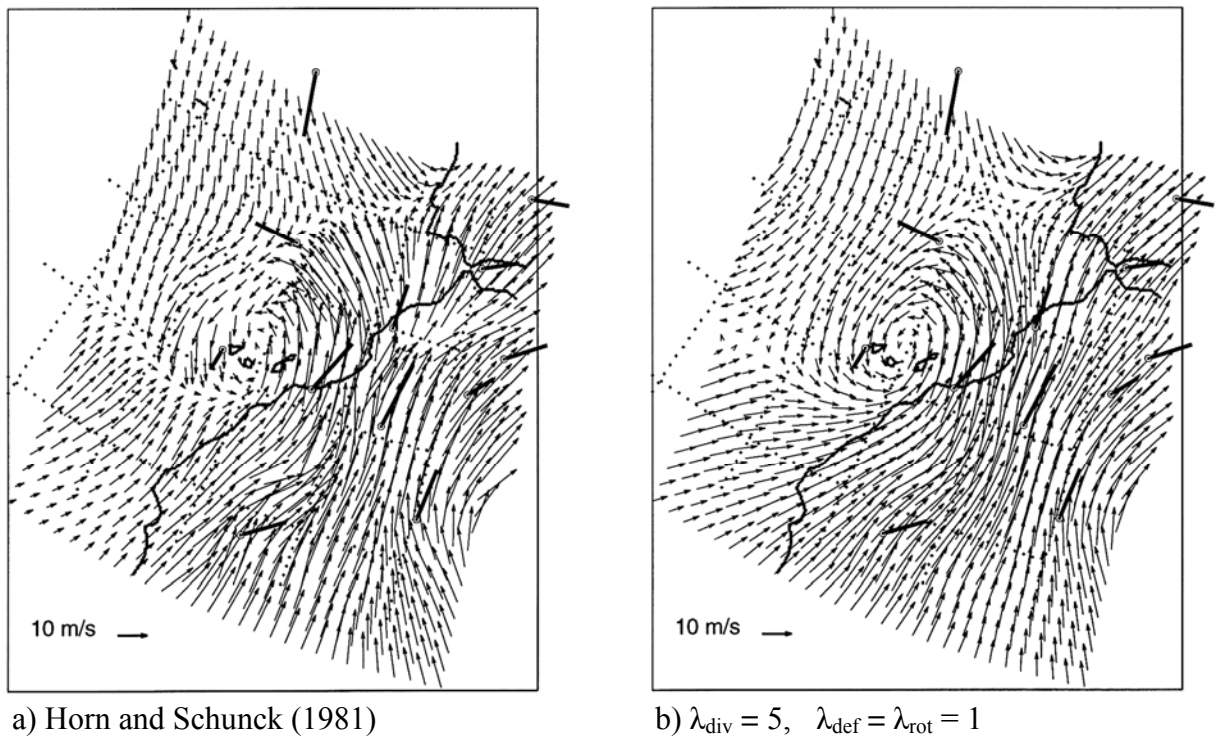 10 m/s
10 m/s
a) Horn and Schunck (1981)
b) λdiv = 5, λdef = λrot = 1